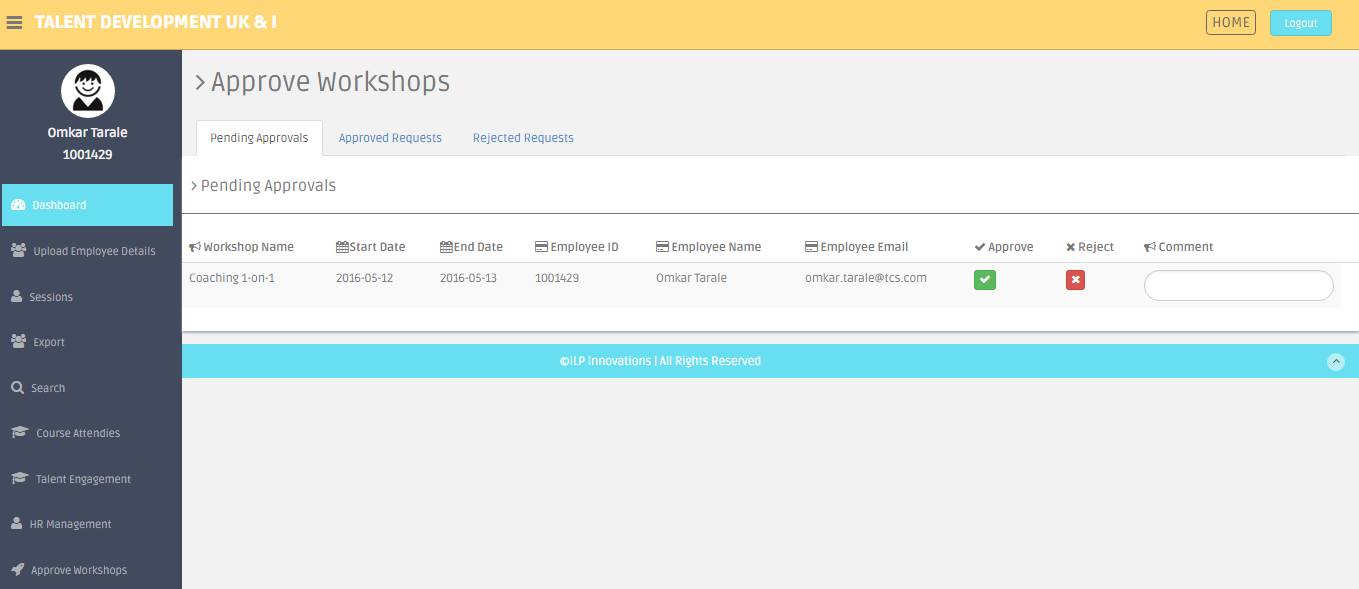 TALENT DEVELOPMENT UK & I
HOME
Logout
Omkar Tarale
1001429
Dashboard
Upload Employee Details
Sessions
Export
Search
Course Attendies
Talent Engagement
HR Management
Approve Workshops
> Approve Workshops
Pending Approvals Approved Requests Rejected Requests
> Pending Approvals
Workshop Name Start Date End Date Employee ID Employee Name Employee Email Approve Reject Comment
Coaching 1-on-1 2016-05-12 2016-05-13 1001429 Omkar Tarale omkar.tarale@tcs.com
©ILP Innovations | All Rights Reserved